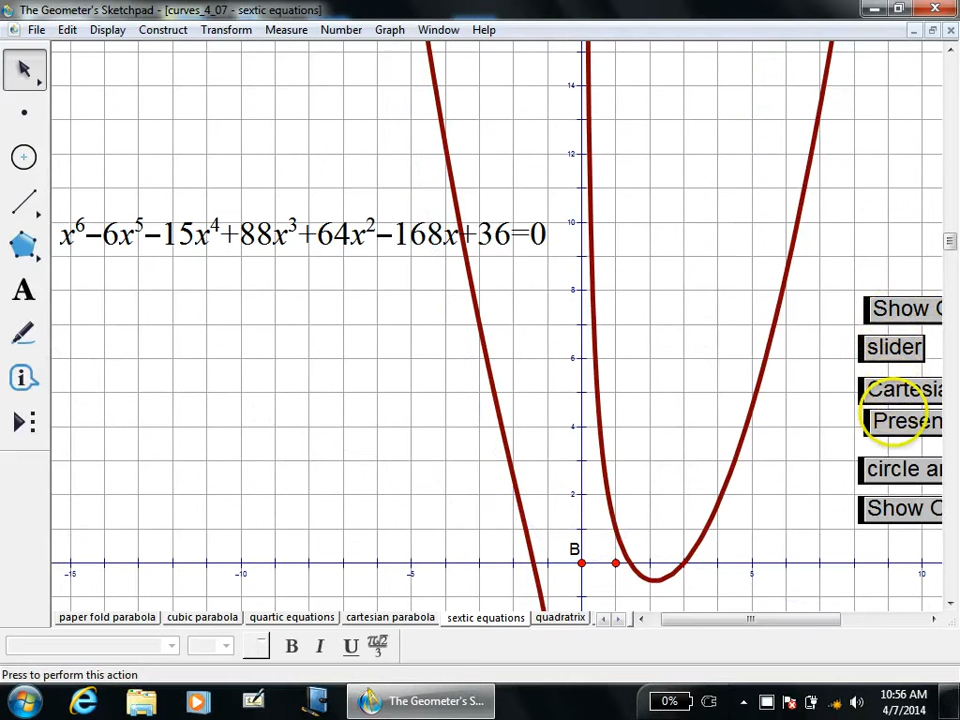 The Geometer's Sketchpad - [curves_4_07 - sextic equations]
File Edit Display Construct Transform Measure Number Graph Window Help
14
12
x⁶−6x⁵−15x⁴+88x³+64x²−168x+36=0
10
8
Show
slider
6
Cartesia
4
Presen
circle a
2
Show
B
-15 -10 -5 5 10
paper fold parabola cubic parabola quartic equations cartesian parabola sextic equations quadratrix
B I U
Press to perform this action
The Geometer's S...
0%
10:56 AM
4/7/2014